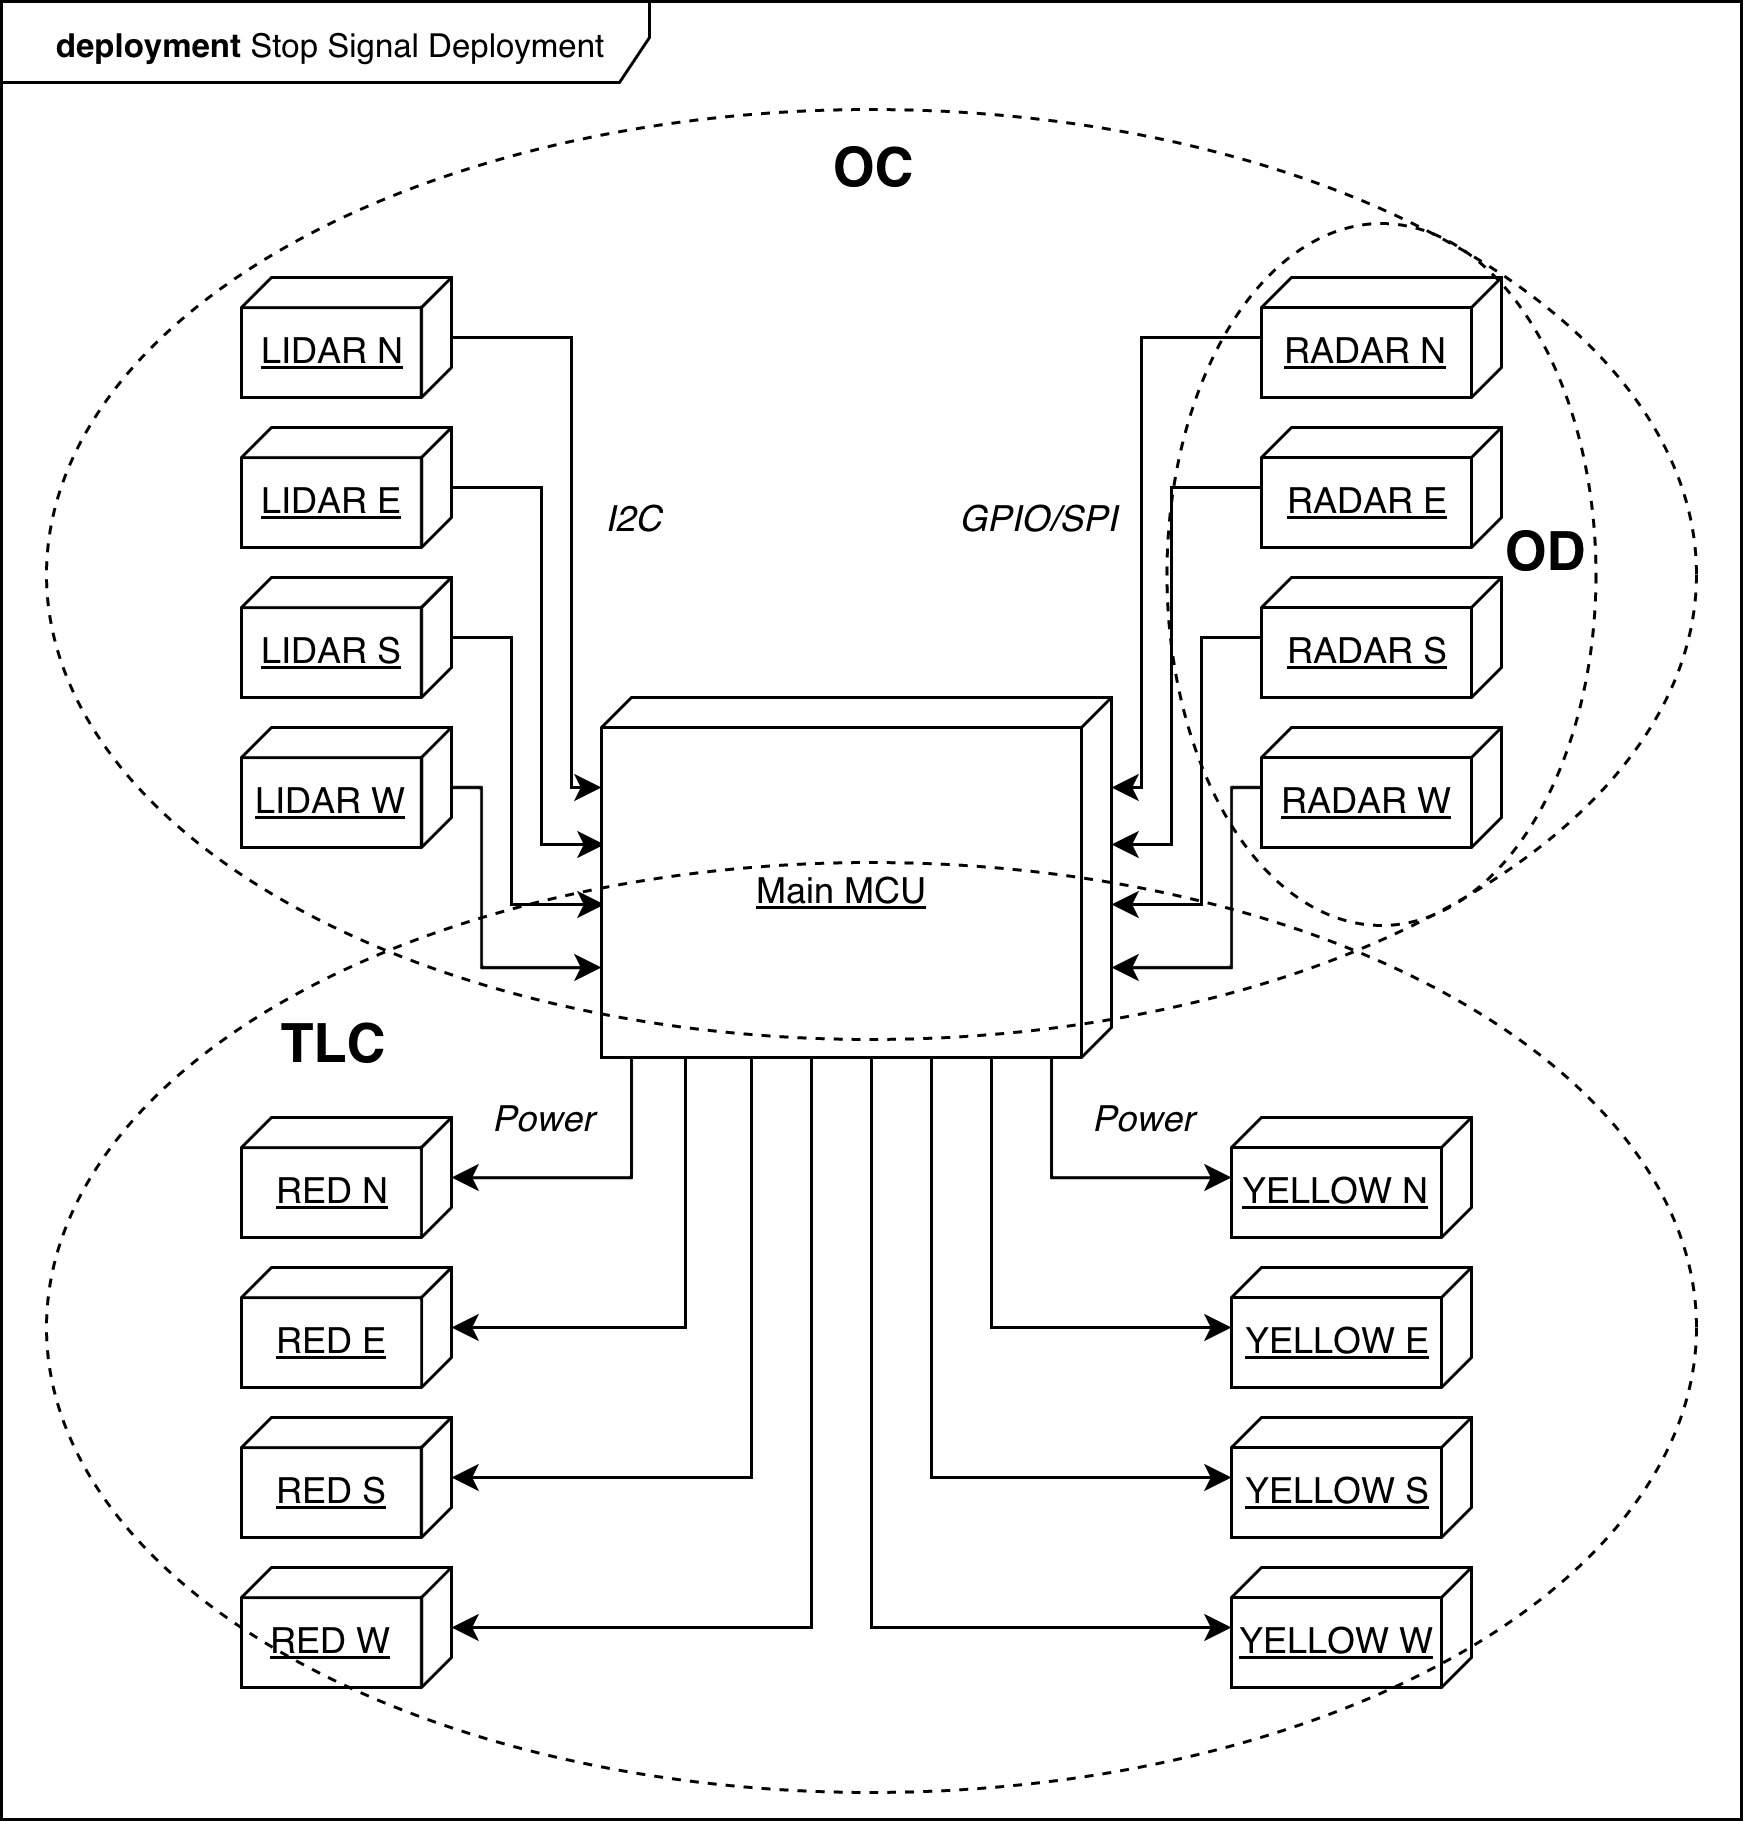 deployment Stop Signal Deployment
OC
LIDAR N
RADAR N
LIDAR E
RADAR E
I2C
GPIO/SPI
OD
LIDAR S
RADAR S
LIDAR W
RADAR W
Main MCU
TLC
Power
Power
RED N
YELLOW N
RED E
YELLOW E
RED S
YELLOW S
RED W
YELLOW W